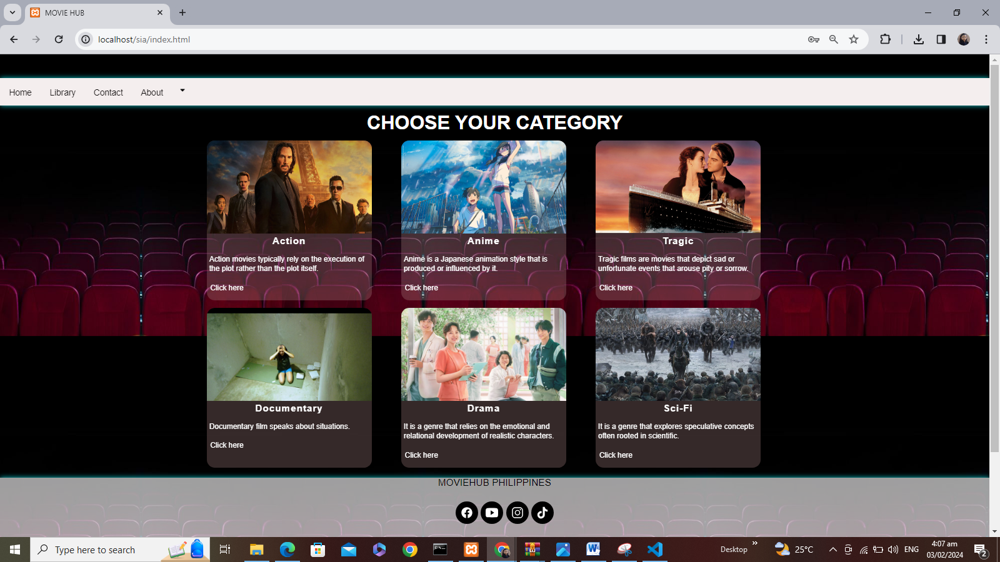 MOVIE HUB
localhost/sia/index.html
Home Library Contact About
CHOOSE YOUR CATEGORY
Action
Action movies typically rely on the execution of
the plot rather than the plot itself.
Click here
Anime
Anime is a Japanese animation style that is
produced or influenced by it.
Click here
Tragic
Tragic films are movies that depict sad or
unfortunate events that arouse pity or sorrow.
Click here
Documentary
Documentary film speaks about situations.
Click here
Drama
It is a genre that relies on the emotional and
relational development of realistic characters.
Click here
Sci-Fi
It is a genre that explores speculative concepts
often rooted in scientific.
Click here
MOVIEHUB PHILIPPINES
Type here to search
Desktop
25°C
ENG
4:07 am
03/02/2024
2